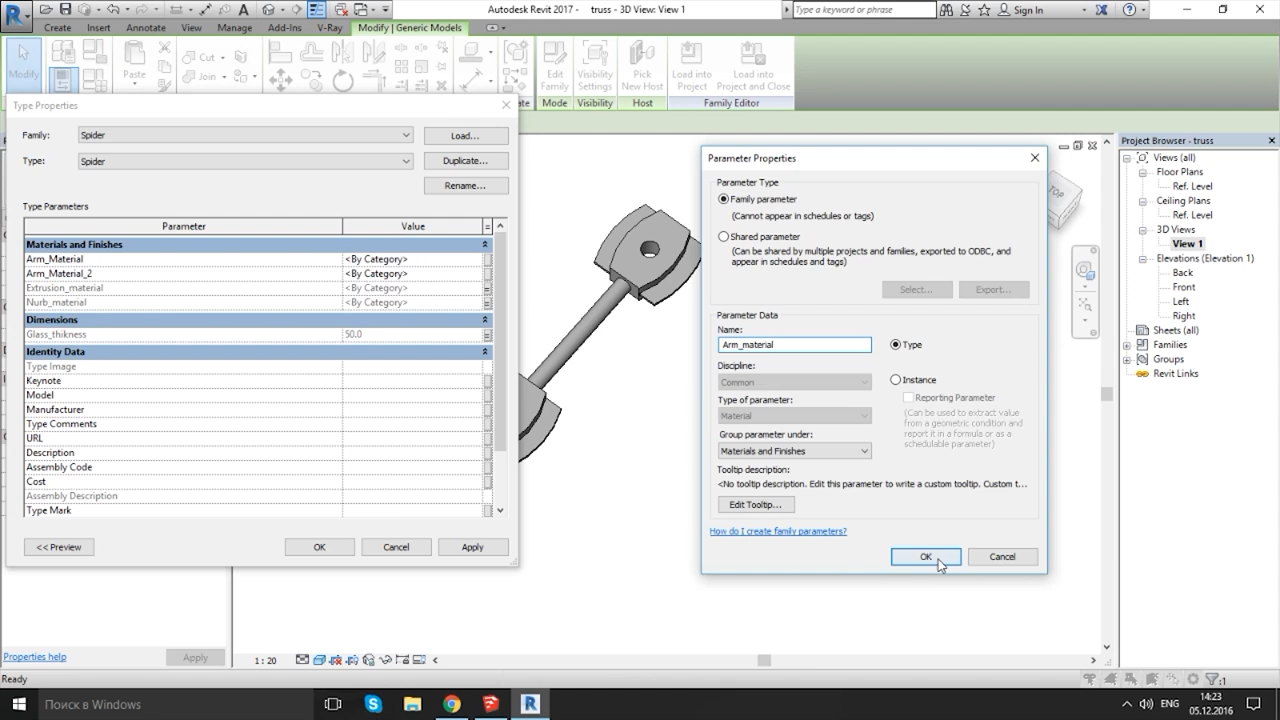 Autodesk Revit 2017 -    truss - 3D View: View 1
Type a keyword or phrase
Sign In
Create
Insert
Annotate
View
Manage
Add-Ins
V-Ray
Modify | Generic Models
Modify
Paste
Cut
Join
Edit
Family
Visibility
Settings
Pick
New Host
Load into
Project
Load into
Project and Close
Mode
Visibility
Host
Family Editor
Type Properties
Family:
Spider
Load...
Type:
Spider
Duplicate...
Rename...
Type Parameters
Parameter
Value
=
Materials and Finishes
Arm_Material
<By Category>
Arm_Material_2
<By Category>
Extrusion_material
<By Category>
Nurb_material
<By Category>
Dimensions
Glass_thikness
50.0
Identity Data
Type Image
Keynote
Model
Manufacturer
Type Comments
URL
Description
Assembly Code
Cost
Assembly Description
Type Mark
<< Preview
OK
Cancel
Apply
Properties help
Apply
Parameter Properties
Parameter Type
Family parameter
(Cannot appear in schedules or tags)
Shared parameter
(Can be shared by multiple projects and families, exported to ODBC, and
appear in schedules and tags)
Select...
Export...
Parameter Data
Name:
Arm_material
Type
Discipline:
Common
Instance
Reporting Parameter
(Can be used to extract value
from a geometric condition and
report it in a formula or as a
schedulable parameter)
Type of parameter:
Material
Group parameter under:
Materials and Finishes
Tooltip description:
<No tooltip description. Edit this parameter to write a custom tooltip. Custom t...
Edit Tooltip...
How do I create family parameters?
OK
Cancel
TOP
Project Browser - truss
Views (all)
Floor Plans
Ref. Level
Ceiling Plans
Ref. Level
3D Views
View 1
Elevations (Elevation 1)
Back
Front
Left
Right
Sheets (all)
Families
Groups
Revit Links
1 : 20
Ready
:1
Поиск в Windows
ENG
14:23
05.12.2016